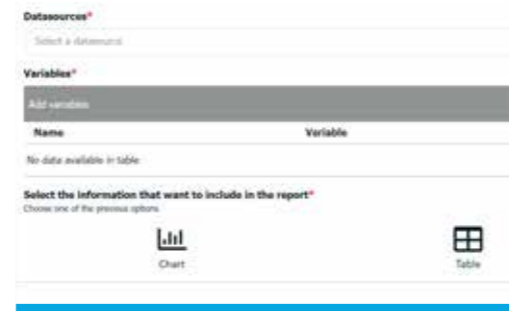 Datasources*
Select a datasource
Variables*
Add variables
Name Variable
No data available in table
Select the information that want to include in the report*
Choose one of the previous options
Chart Table